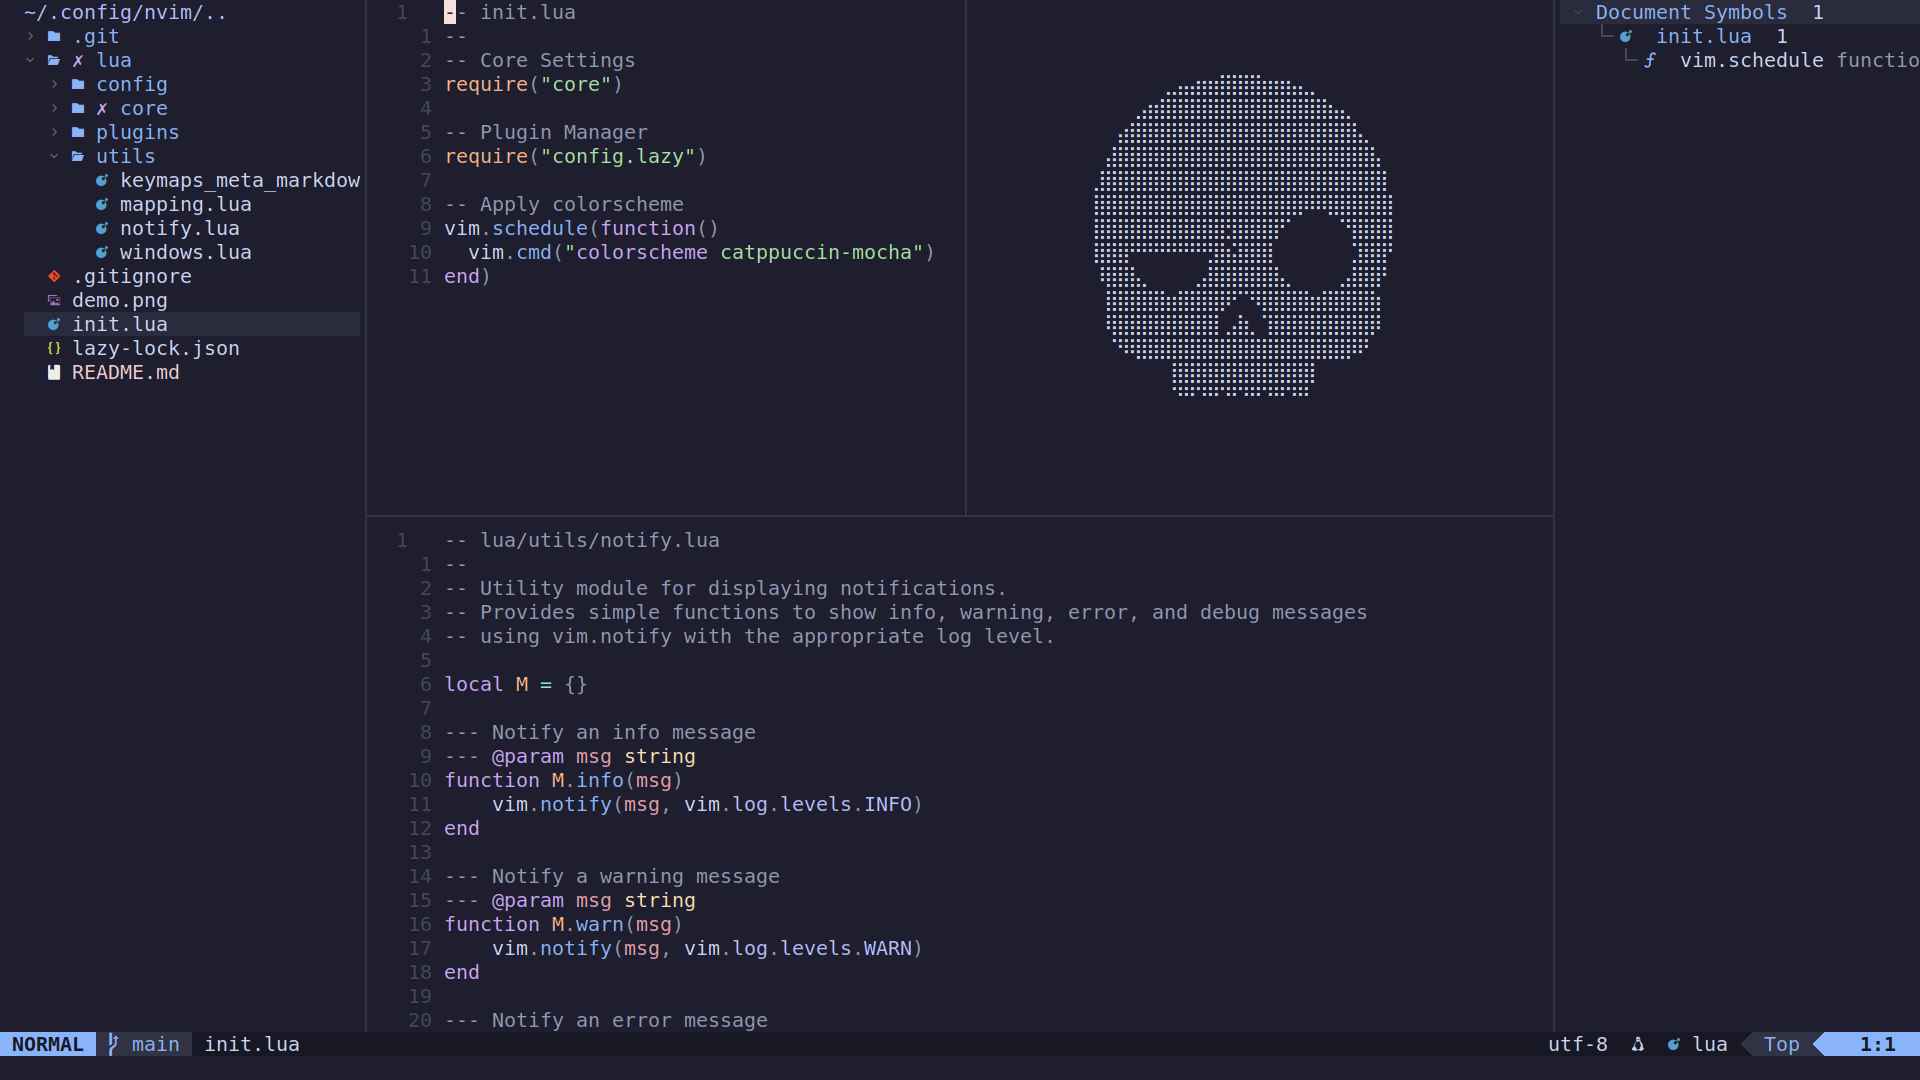 ~/.config/nvim/..
.git
✗ lua
config
✗ core
plugins
utils
keymaps_meta_markdow
mapping.lua
notify.lua
windows.lua
.gitignore
demo.png
init.lua
lazy-lock.json
README.md
1 -- init.lua
1 --
2 -- Core Settings
3 require("core")
4
5 -- Plugin Manager
6 require("config.lazy")
7
8 -- Apply colorscheme
9 vim.schedule(function()
10   vim.cmd("colorscheme catppuccin-mocha")
11 end)
1 -- lua/utils/notify.lua
1 --
2 -- Utility module for displaying notifications.
3 -- Provides simple functions to show info, warning, error, and debug messages
4 -- using vim.notify with the appropriate log level.
5
6 local M = {}
7
8 --- Notify an info message
9 --- @param msg string
10 function M.info(msg)
11     vim.notify(msg, vim.log.levels.INFO)
12 end
13
14 --- Notify a warning message
15 --- @param msg string
16 function M.warn(msg)
17     vim.notify(msg, vim.log.levels.WARN)
18 end
19
20 --- Notify an error message
Document Symbols 1
init.lua 1
vim.schedule functio
NORMAL main init.lua utf-8 lua Top 1:1